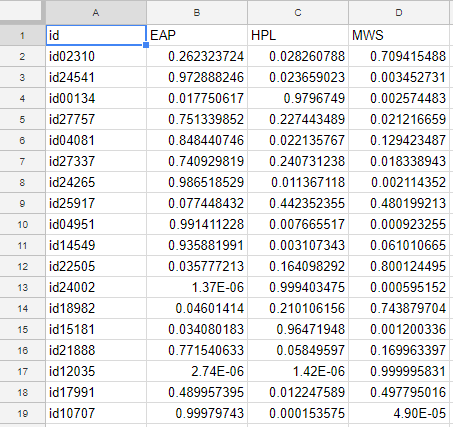 A B C D
1 id EAP HPL MWS
2 id02310 0.262323724 0.028260788 0.709415488
3 id24541 0.972888246 0.023659023 0.003452731
4 id00134 0.017750617 0.9796749 0.002574483
5 id27757 0.751339852 0.227443489 0.021216659
6 id04081 0.848440746 0.022135767 0.129423487
7 id27337 0.740929819 0.240731238 0.018338943
8 id24265 0.986518529 0.011367118 0.002114352
9 id25917 0.077448432 0.442352355 0.480199213
10 id04951 0.991411228 0.007665517 0.000923255
11 id14549 0.935881991 0.003107343 0.061010665
12 id22505 0.035777213 0.164098292 0.800124495
13 id24002 1.37E-06 0.999403475 0.000595152
14 id18982 0.04601414 0.210106156 0.743879704
15 id15181 0.034080183 0.96471948 0.001200336
16 id21888 0.771540633 0.05849597 0.169963397
17 id12035 2.74E-06 1.42E-06 0.999995831
18 id17991 0.489957395 0.012247589 0.497795016
19 id10707 0.99979743 0.000153575 4.90E-05